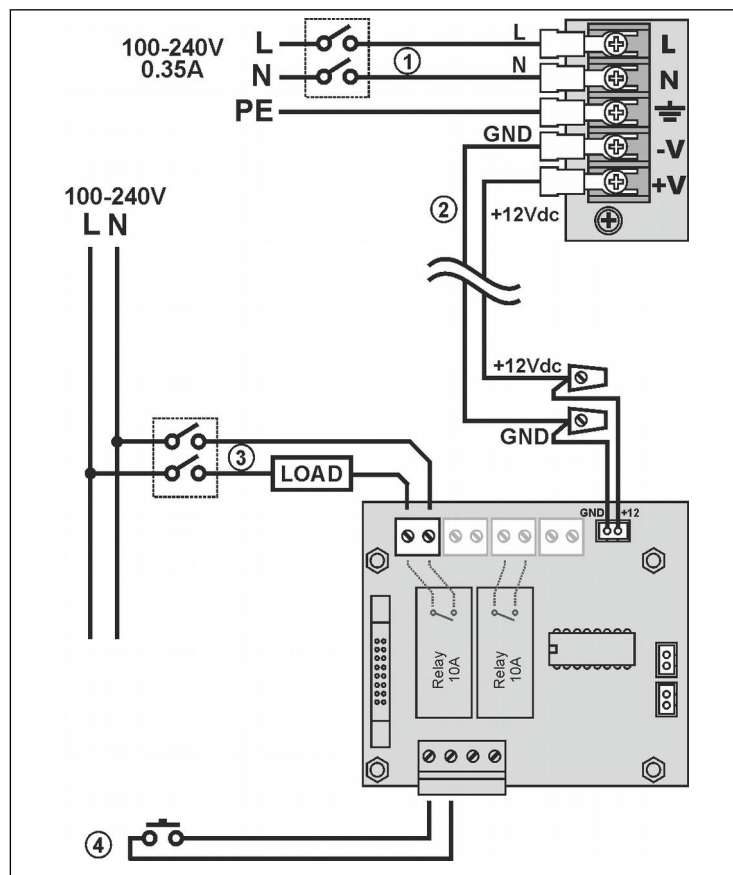 100-240V
0.35A
L
N
PE
①
L
N
GND
+12Vdc
L
N
-V
+V
②
100-240V
L N
+12Vdc
GND
③
LOAD
GND +12
Relay
10A
Relay
10A
④